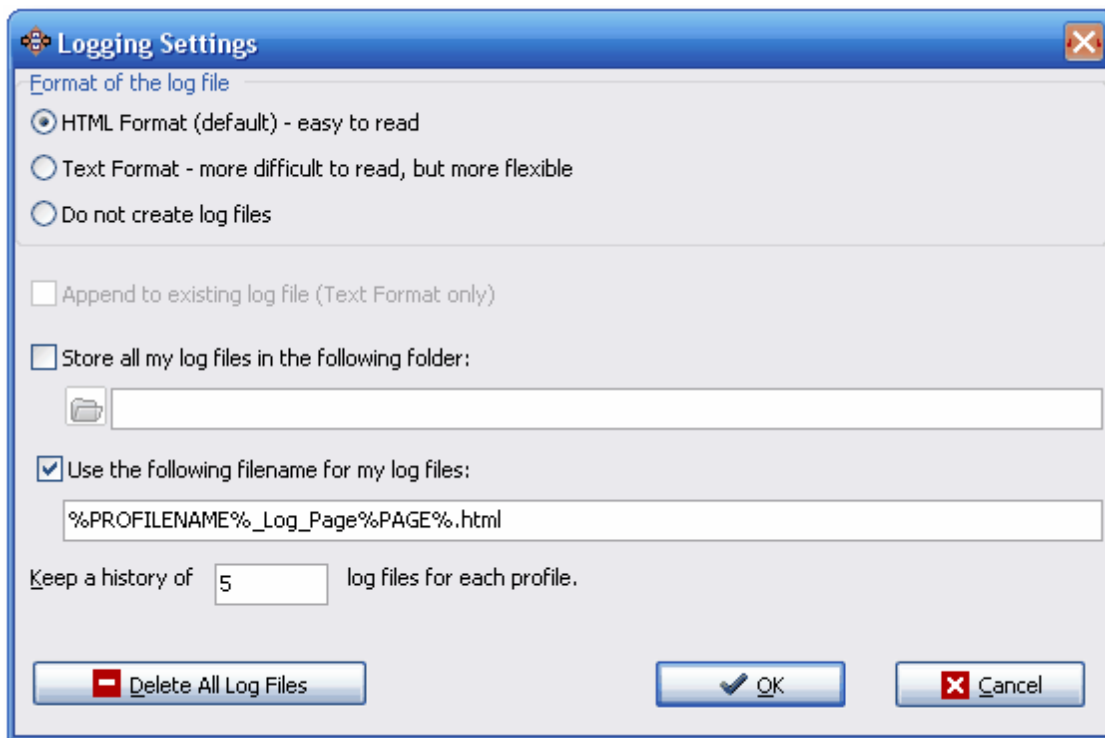 Logging Settings
Format of the log file
HTML Format (default) - easy to read
Text Format - more difficult to read, but more flexible
Do not create log files
Append to existing log file (Text Format only)
Store all my log files in the following folder:
Use the following filename for my log files:
%PROFILENAME%_Log_Page%PAGE%.html
Keep a history of 5 log files for each profile.
Delete All Log Files OK Cancel